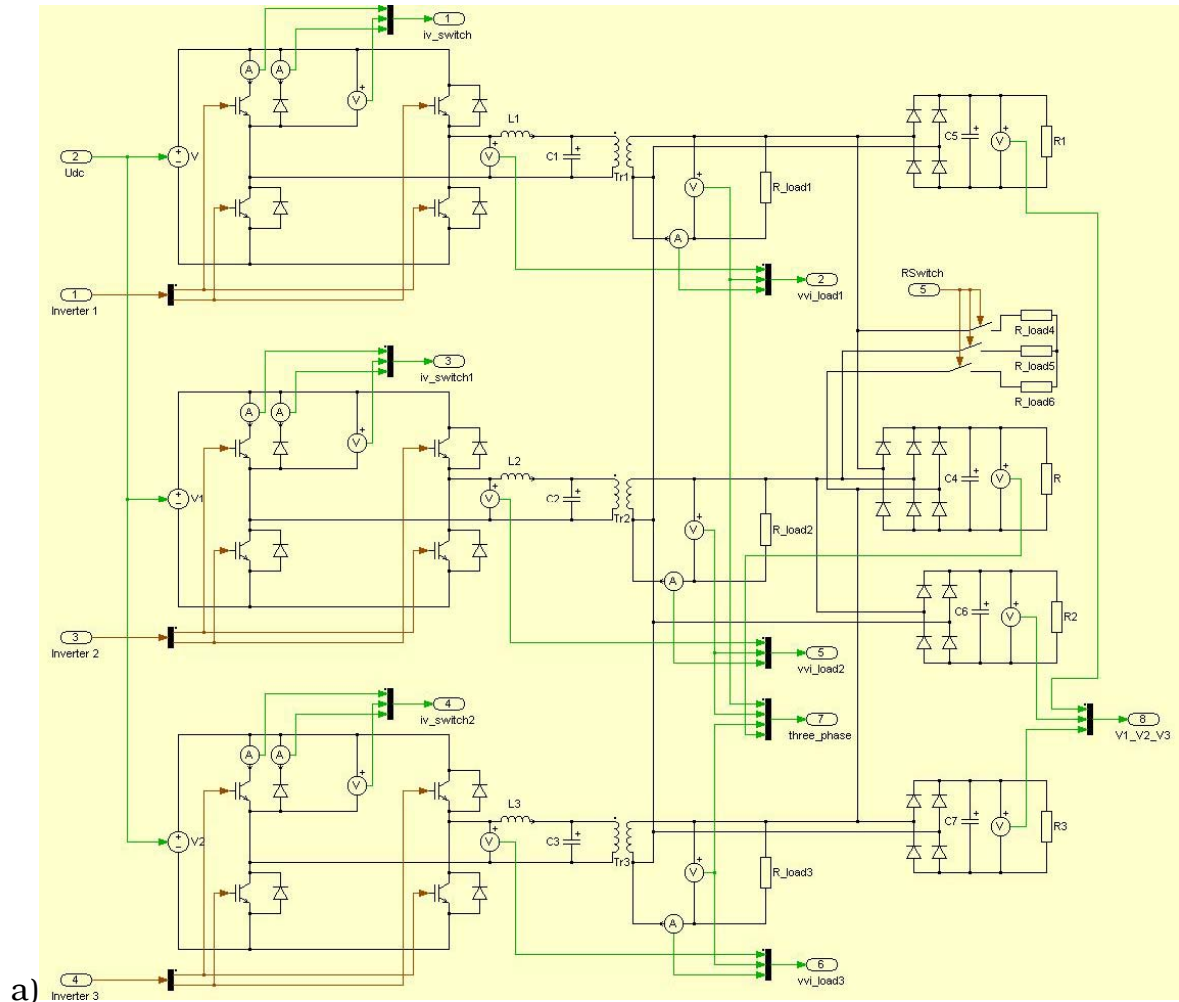 1
iv_switch
A
A
V
L1
2
Udc
V
V
C1
Tr1
V
R_load1
A
C5
V
R1
1
Inverter 1
2
vvi_load1
RSwitch
5
R_load4
R_load5
R_load6
3
iv_switch1
A
A
V
L2
V1
V
C2
Tr2
V
R_load2
A
C4
V
R
C6
V
R2
3
Inverter 2
5
vvi_load2
4
iv_switch2
7
three_phase
8
V1_V2_V3
A
A
V
L3
V2
V
C3
Tr3
V
R_load3
A
C7
V
R3
4
Inverter 3
6
vvi_load3
a)